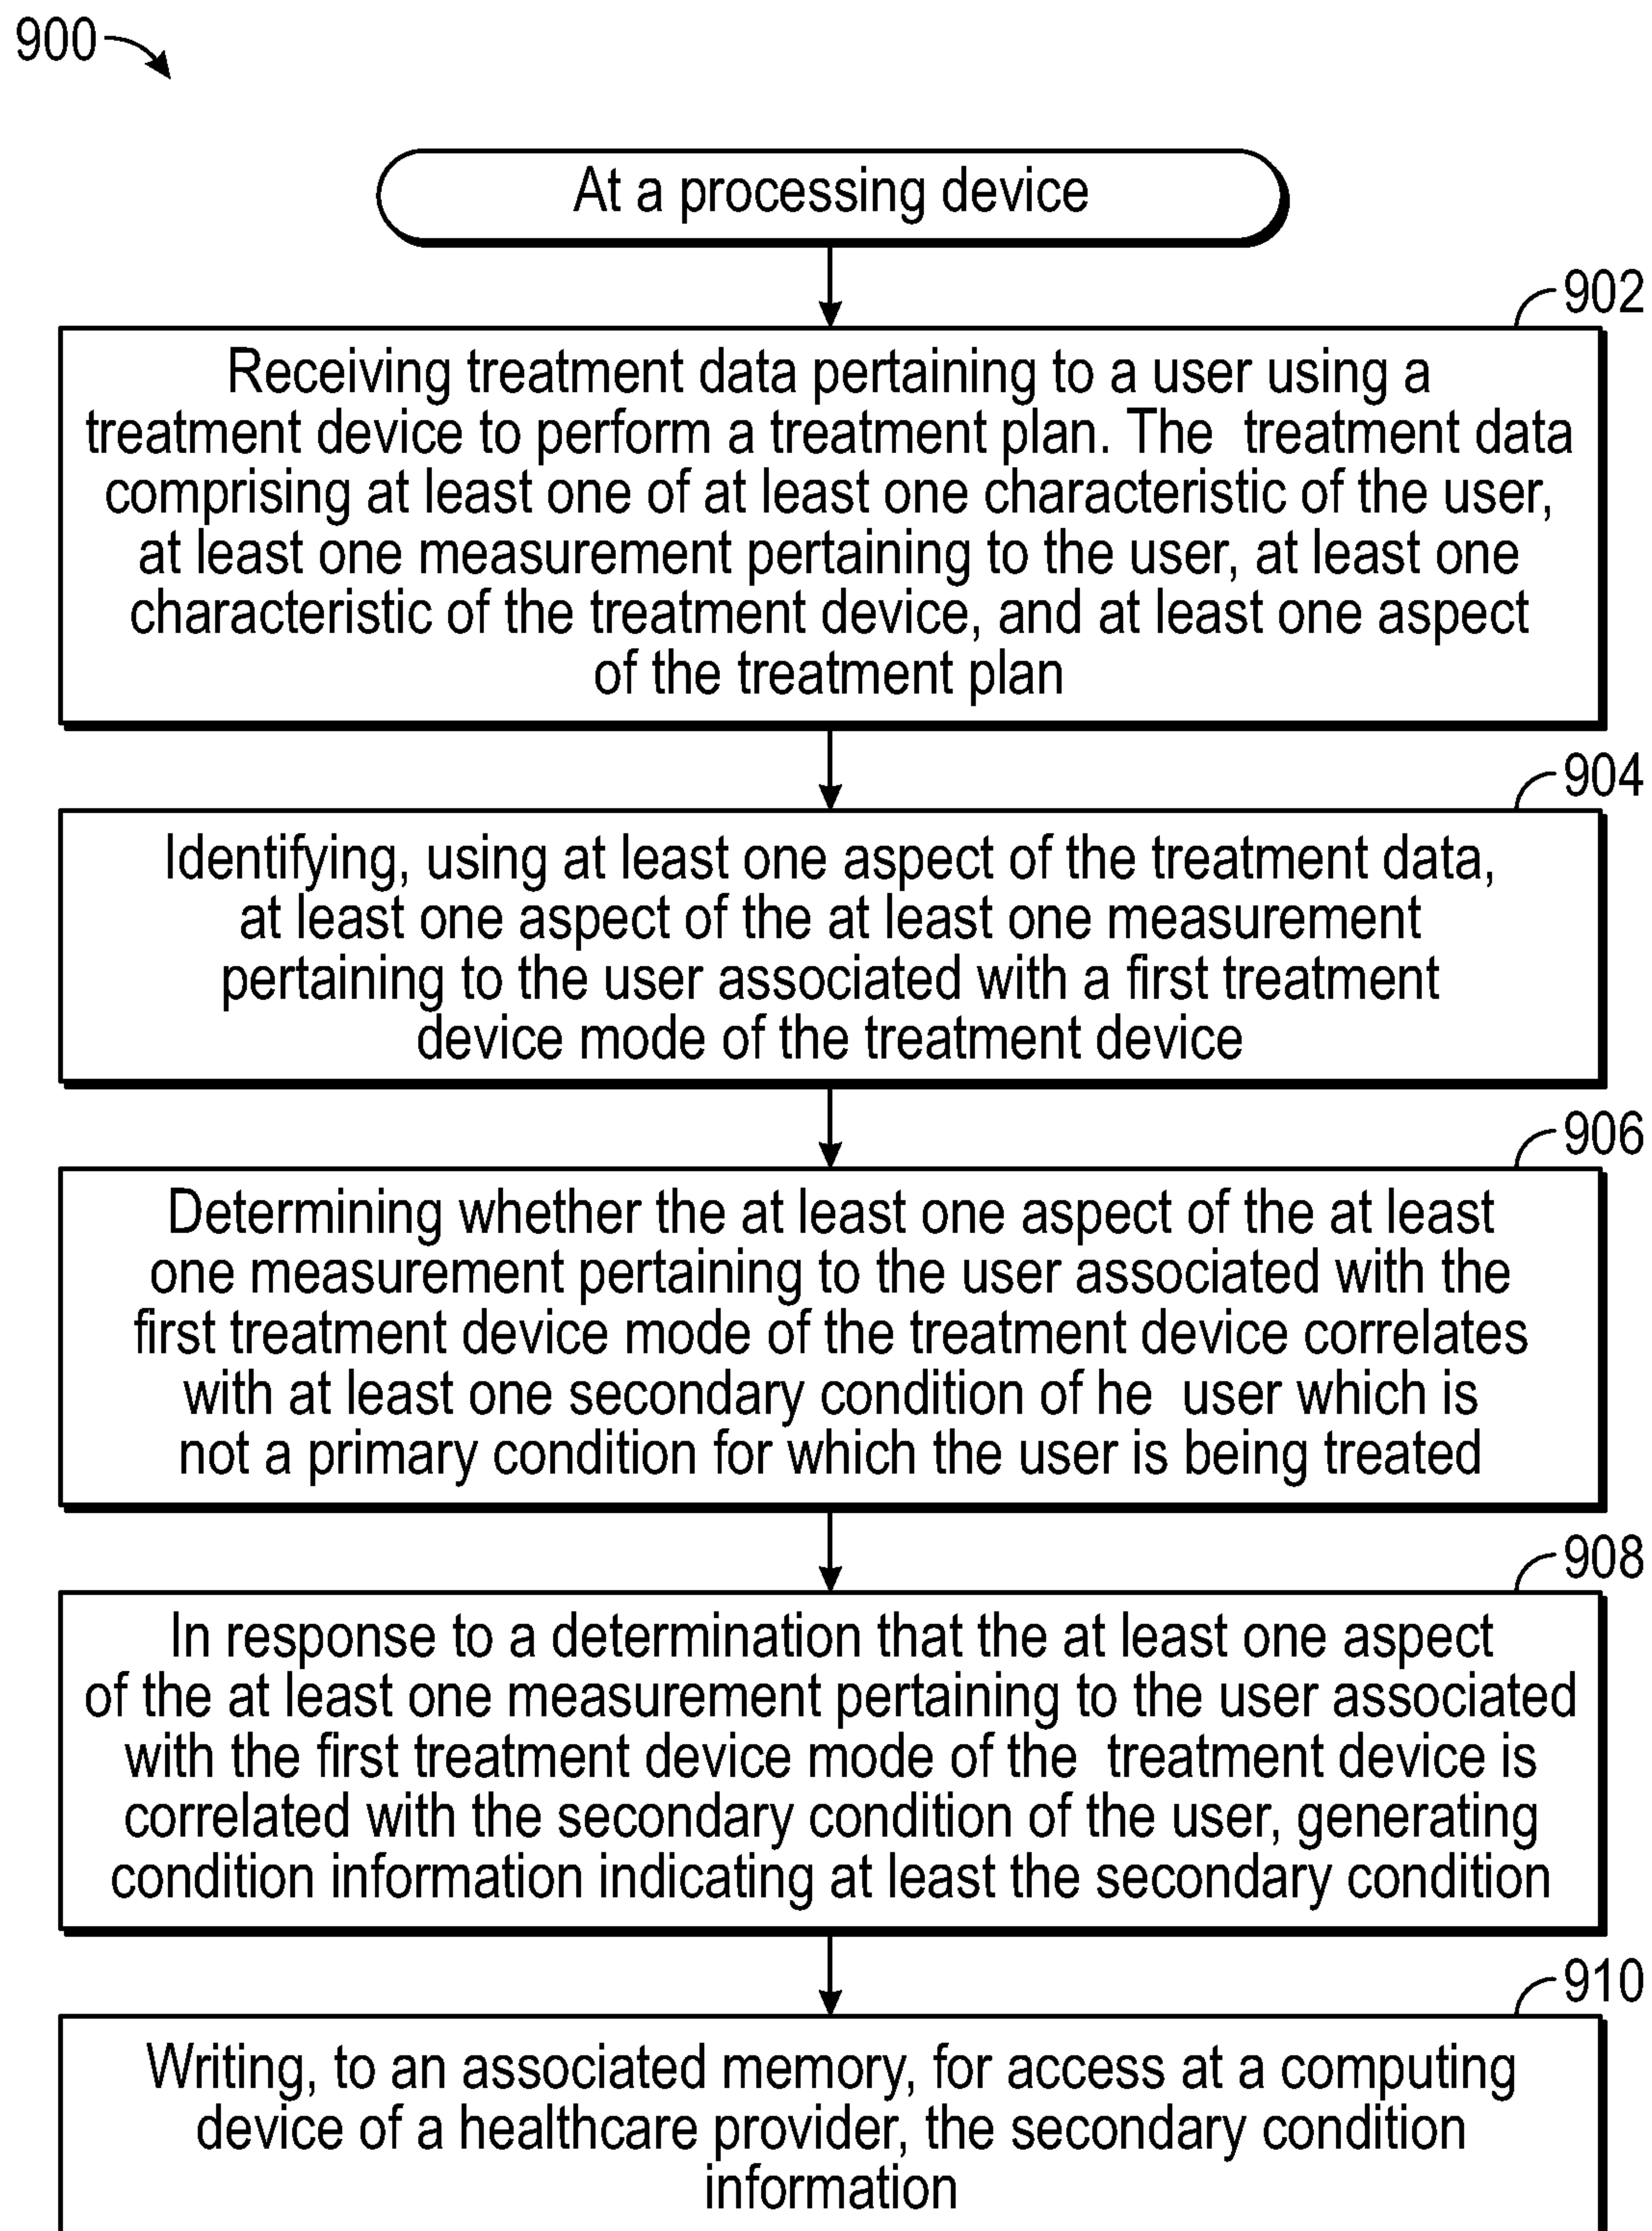 900
At a processing device
902
Receiving treatment data pertaining to a user using a
treatment device to perform a treatment plan. The treatment data
comprising at least one of at least one characteristic of the user,
at least one measurement pertaining to the user, at least one
characteristic of the treatment device, and at least one aspect
of the treatment plan
904
Identifying, using at least one aspect of the treatment data,
at least one aspect of the at least one measurement
pertaining to the user associated with a first treatment
device mode of the treatment device
906
Determining whether the at least one aspect of the at least
one measurement pertaining to the user associated with the
first treatment device mode of the treatment device correlates
with at least one secondary condition of he user which is
not a primary condition for which the user is being treated
908
In response to a determination that the at least one aspect
of the at least one measurement pertaining to the user associated
with the first treatment device mode of the treatment device is
correlated with the secondary condition of the user, generating
condition information indicating at least the secondary condition
910
Writing, to an associated memory, for access at a computing
device of a healthcare provider, the secondary condition
information